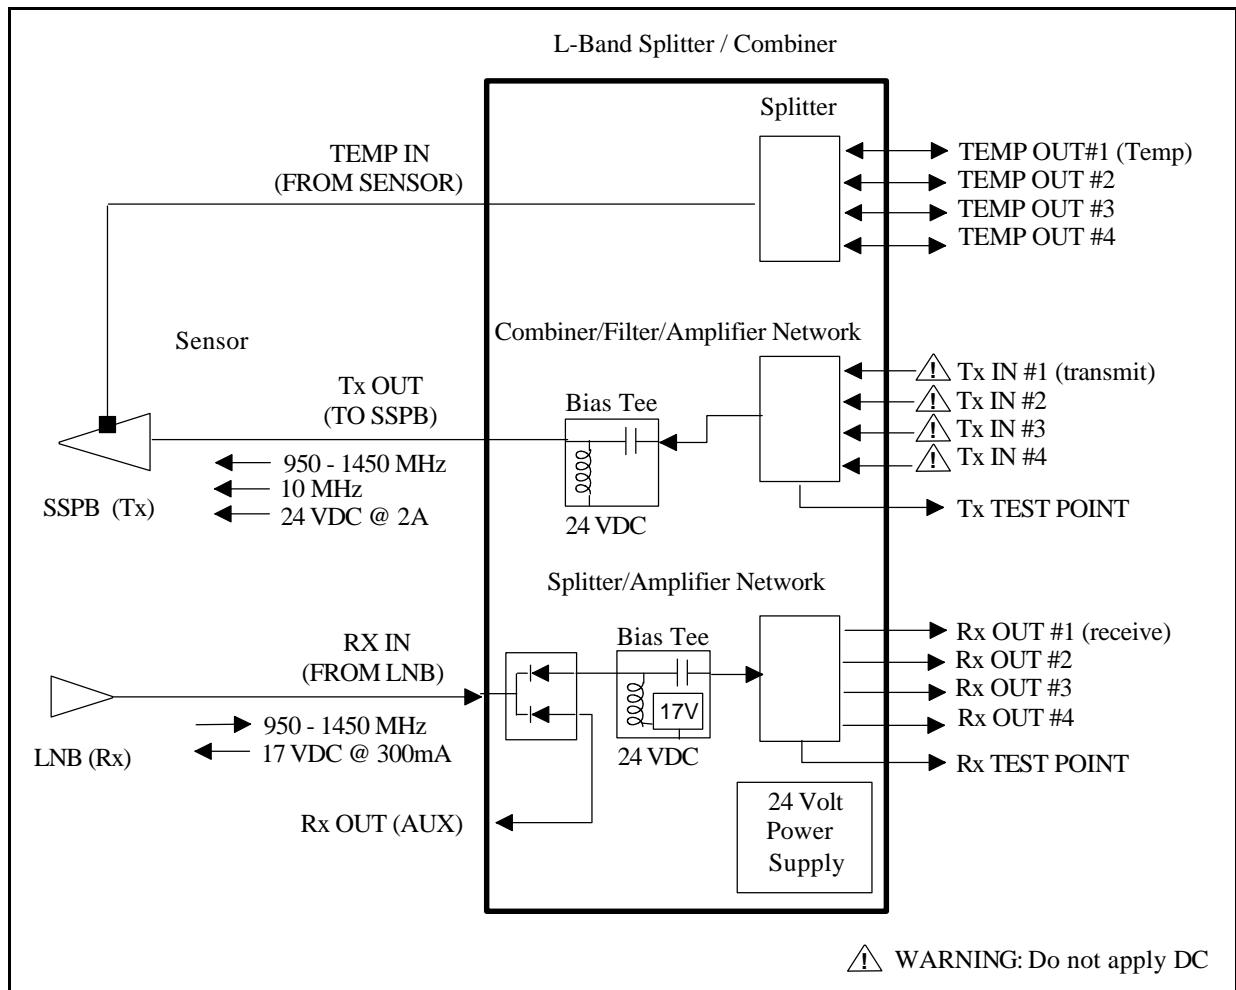 L-Band Splitter / Combiner
Splitter
TEMP IN
(FROM SENSOR)
TEMP OUT#1 (Temp)
TEMP OUT #2
TEMP OUT #3
TEMP OUT #4
Sensor
Combiner/Filter/Amplifier Network
Tx OUT
(TO SSPB)
Bias Tee
! Tx IN #1 (transmit)
! Tx IN #2
! Tx IN #3
! Tx IN #4
950 - 1450 MHz
10 MHz
24 VDC @ 2A
SSPB (Tx)
24 VDC
Tx TEST POINT
Splitter/Amplifier Network
RX IN
(FROM LNB)
Bias Tee
17V
24 VDC
Rx OUT #1 (receive)
Rx OUT #2
Rx OUT #3
Rx OUT #4
950 - 1450 MHz
17 VDC @ 300mA
LNB (Rx)
Rx TEST POINT
Rx OUT (AUX)
24 Volt
Power
Supply
! WARNING: Do not apply DC